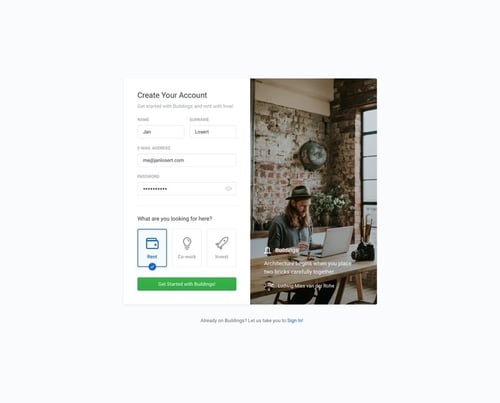 Create Your Account
Get started with Buildings and rent with love!
NAME
SURNAME
Jan
Losert
E-MAIL ADDRESS
me@janlosert.com
PASSWORD
••••••••••
What are you looking for here?
Rent
Co-work
Invest
Get Started with Buildings!
Buildings
Architecture begins when you place
two bricks carefully together.
Ludwig Mies van der Rohe
Already on Buildings? Let us take you to Sign In!